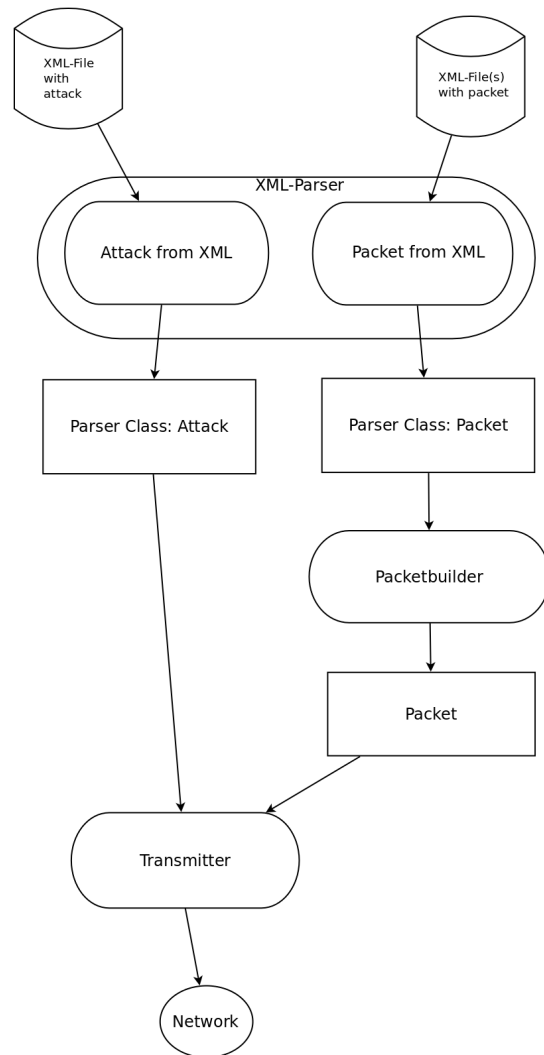 XML-File
with
attack
XML-File(s)
with packet
XML-Parser
Attack from XML
Packet from XML
Parser Class: Attack
Parser Class: Packet
Packetbuilder
Packet
Transmitter
Network